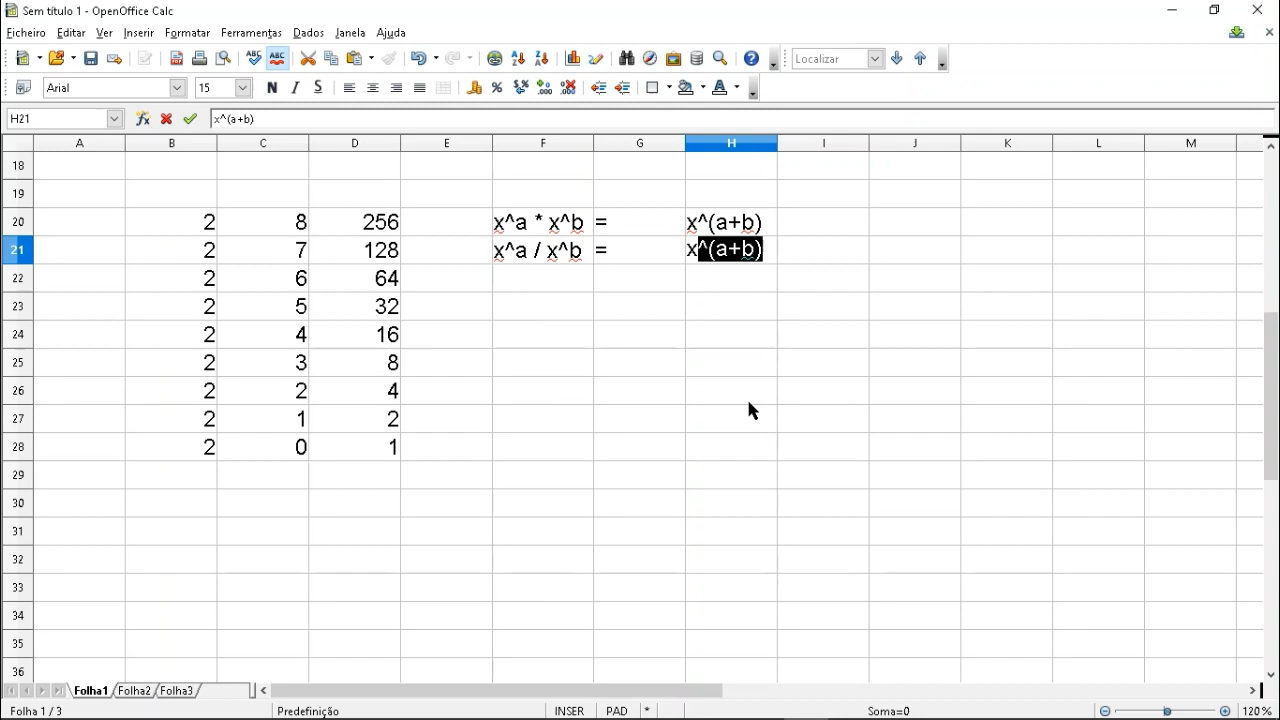 Sem título 1 - OpenOffice Calc
Ficheiro Editar Ver Inserir Formatar Ferramentas Dados Janela Ajuda
ABC ABC Localizar
Arial 15 N I S
H21 x^(a+b)
A B C D E F G H I J K L M
18
19
20 2 8 256 x^a * x^b = x^(a+b)
21 2 7 128 x^a / x^b = x^(a+b)
22 2 6 64
23 2 5 32
24 2 4 16
25 2 3 8
26 2 2 4
27 2 1 2
28 2 0 1
29
30
31
32
33
34
35
36
Folha1 Folha2 Folha3
Folha 1 / 3 Predefinição INSER PAD * Soma=0 120%